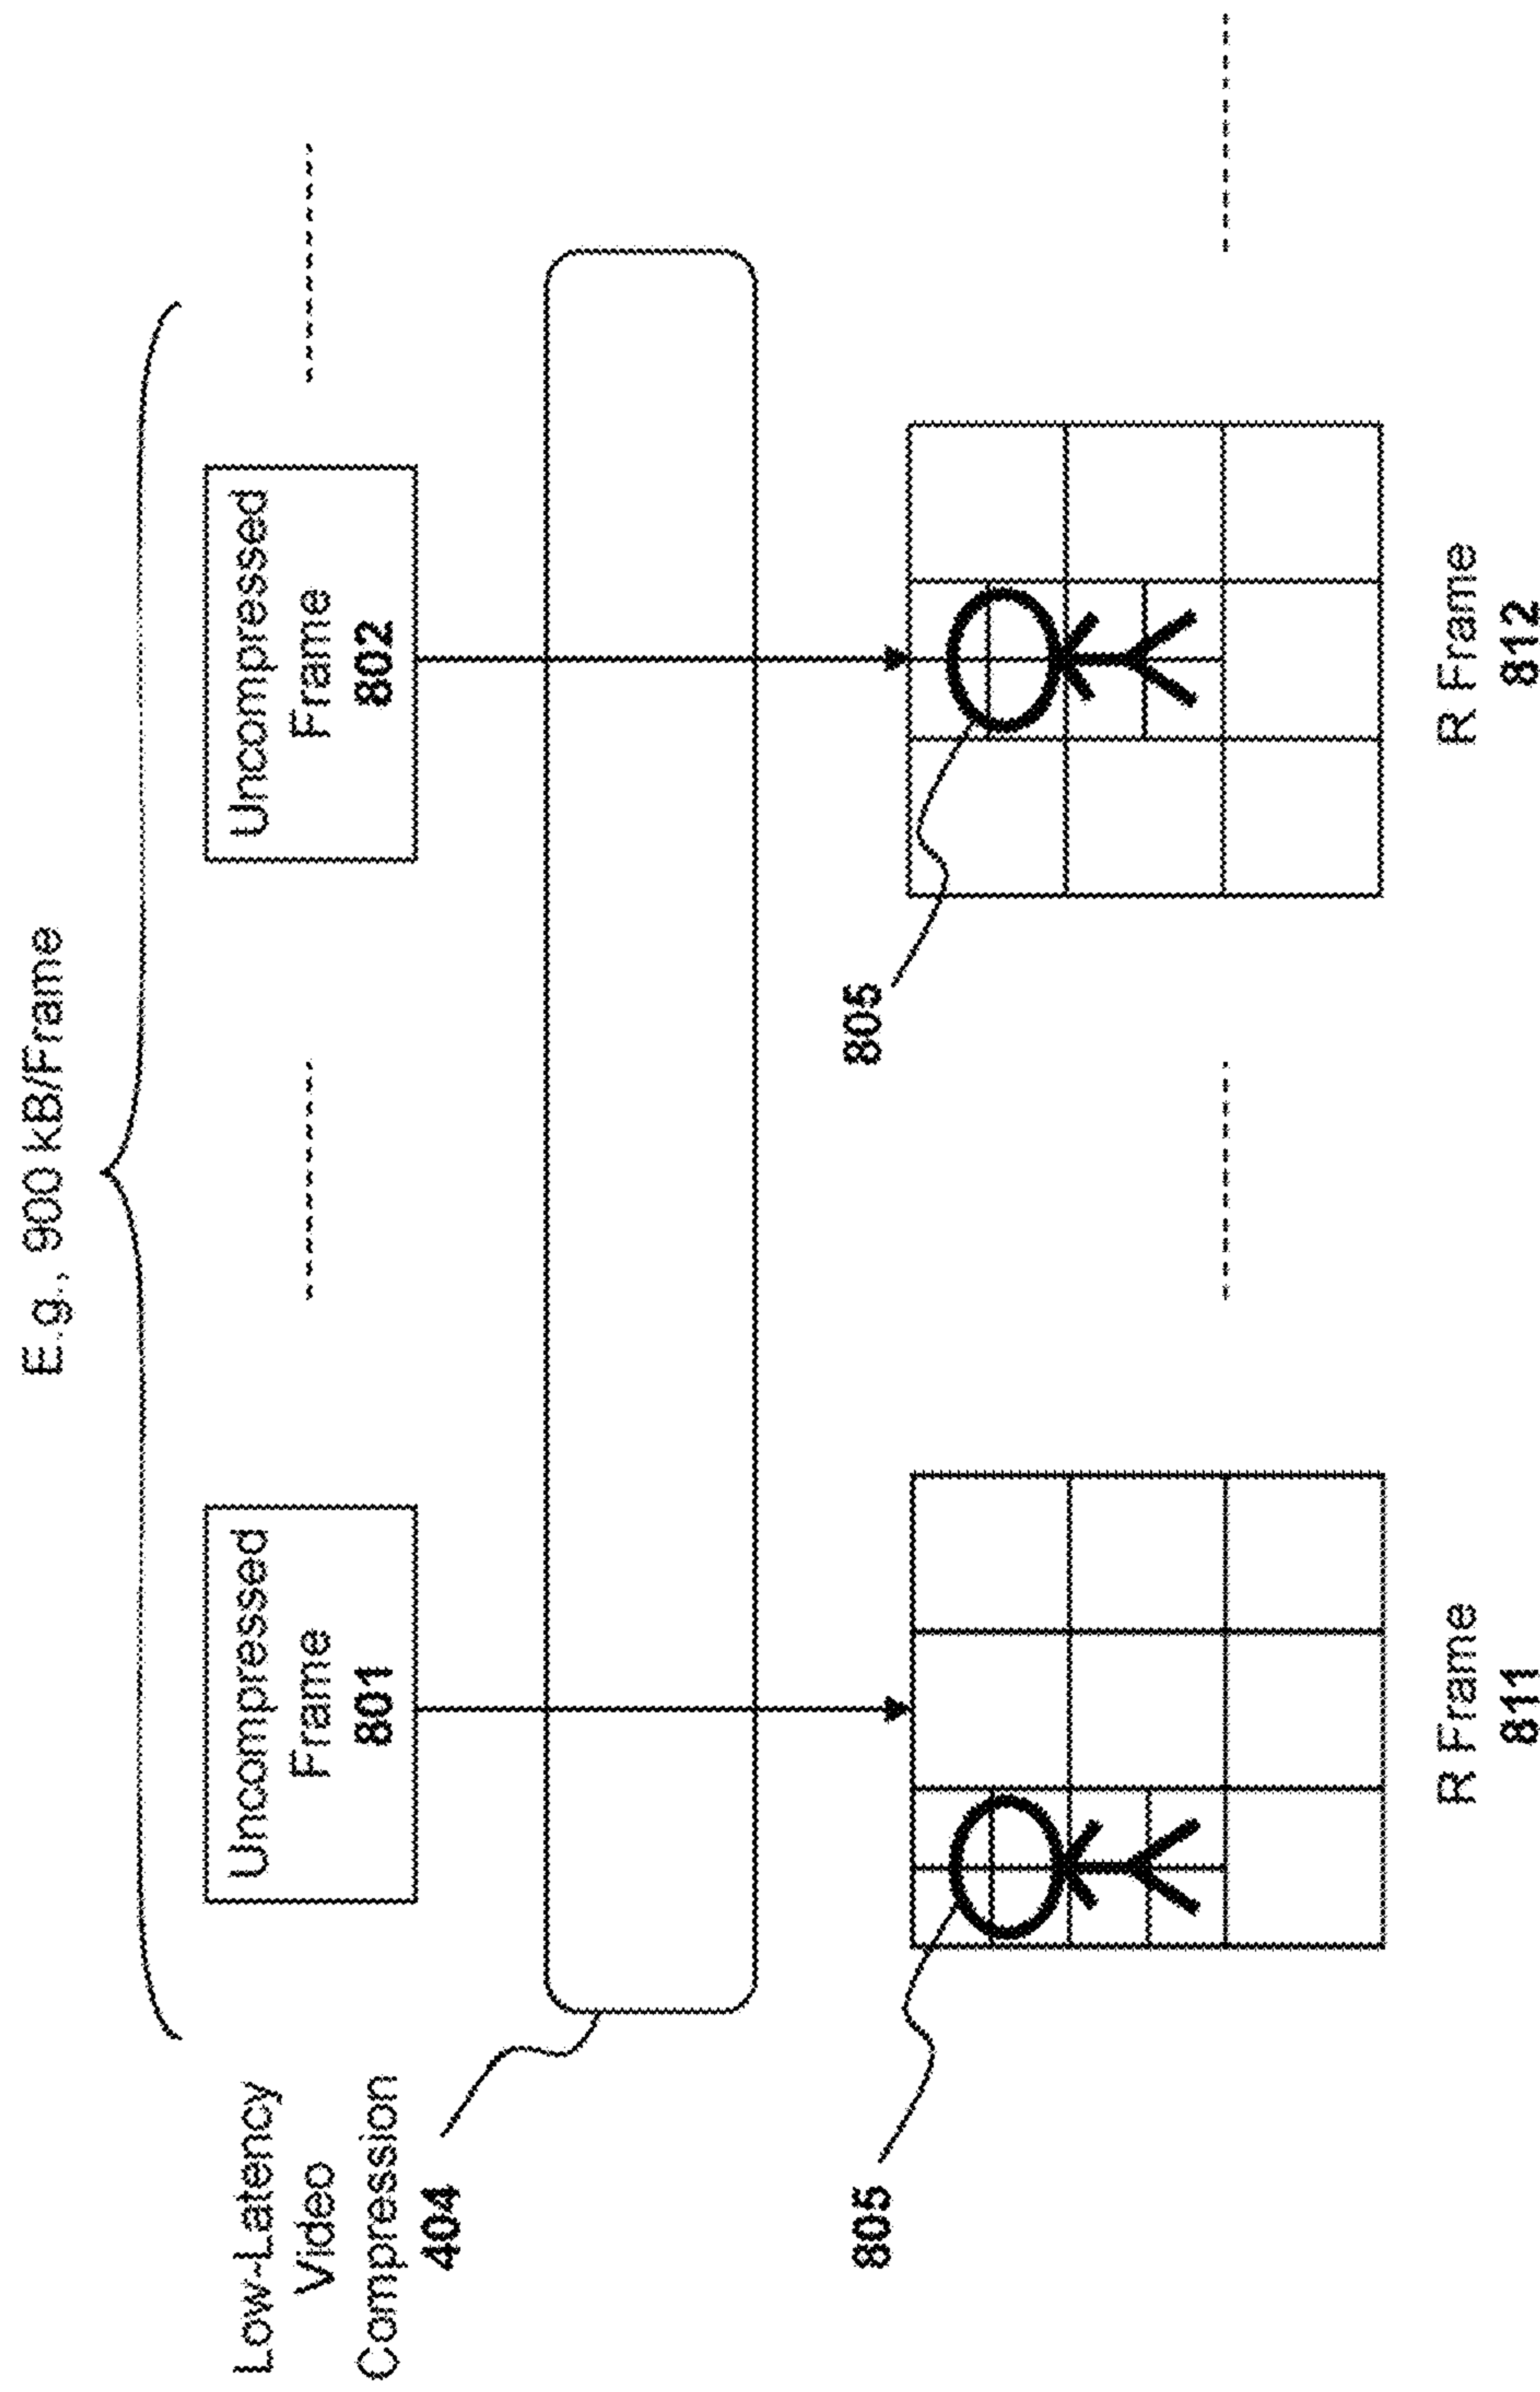 E.g., 900 kB/Frame
Low-Latency
Video
Compression
404
Uncompressed
Frame
801
Uncompressed
Frame
802
805
805
R Frame
811
R Frame
812